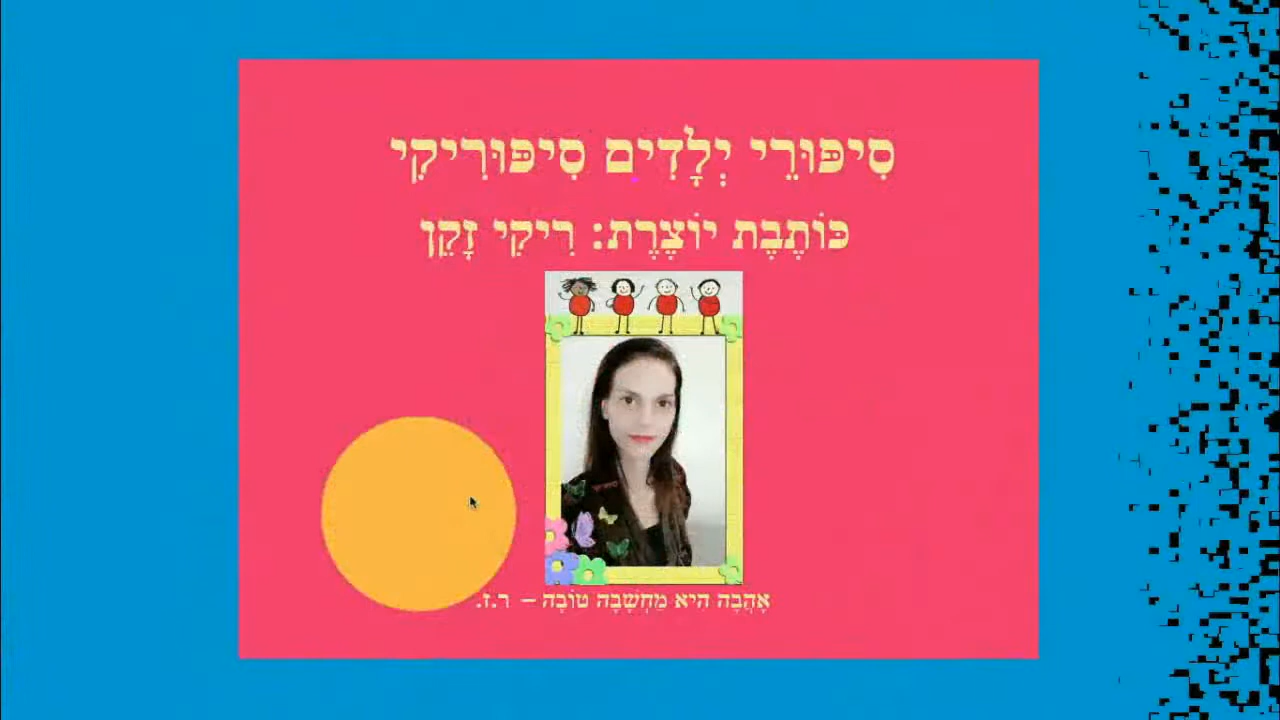 סִיפּוּרֵי יְלָדִים סִיפּוּרִיקִי
כּוֹתֶבֶת יוֹצֶרֶת: רִיקִי זָקֵן
אָהֲבָה הִיא מַחְשָׁבָה טוֹבָה – ר.ז.